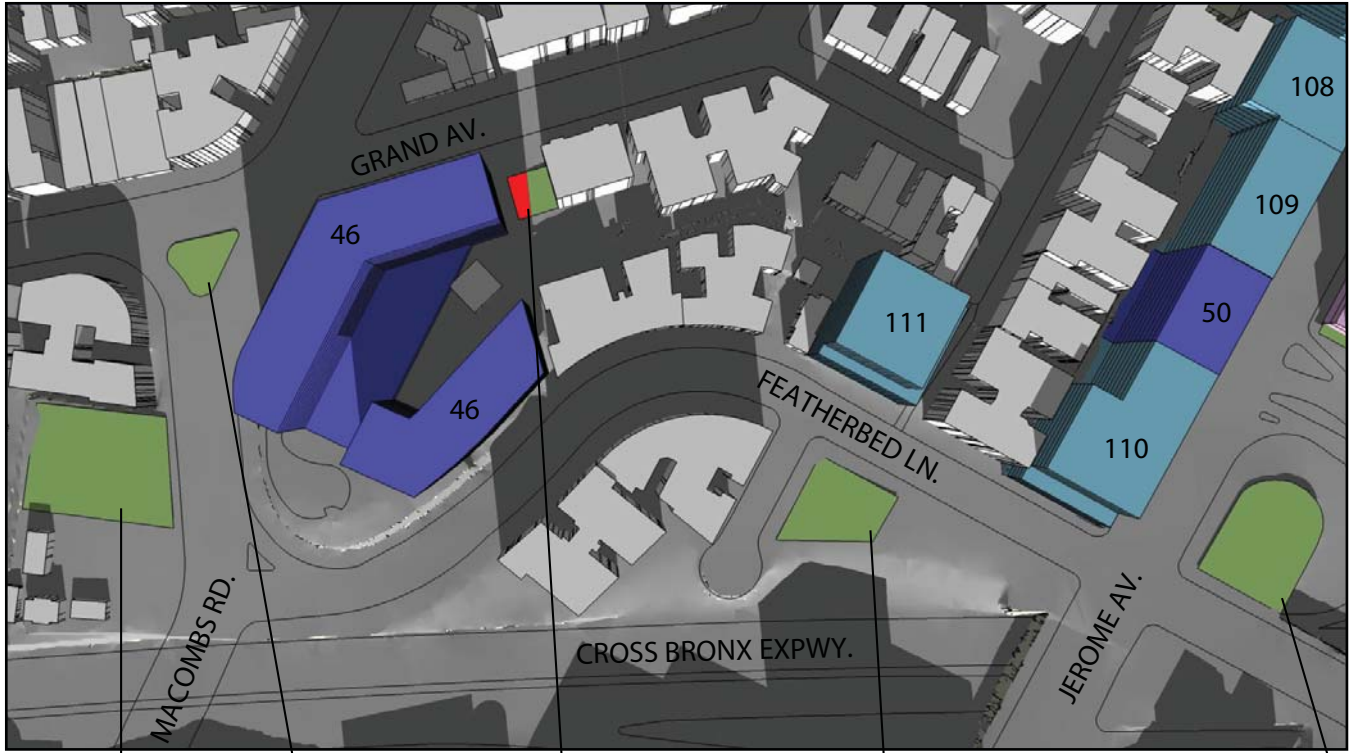 108
GRAND AV.
109
46
50
111
FEATHERBED LN.
46
110
MACOMBS RD.
CROSS BRONX EXPWY.
JEROME AV.